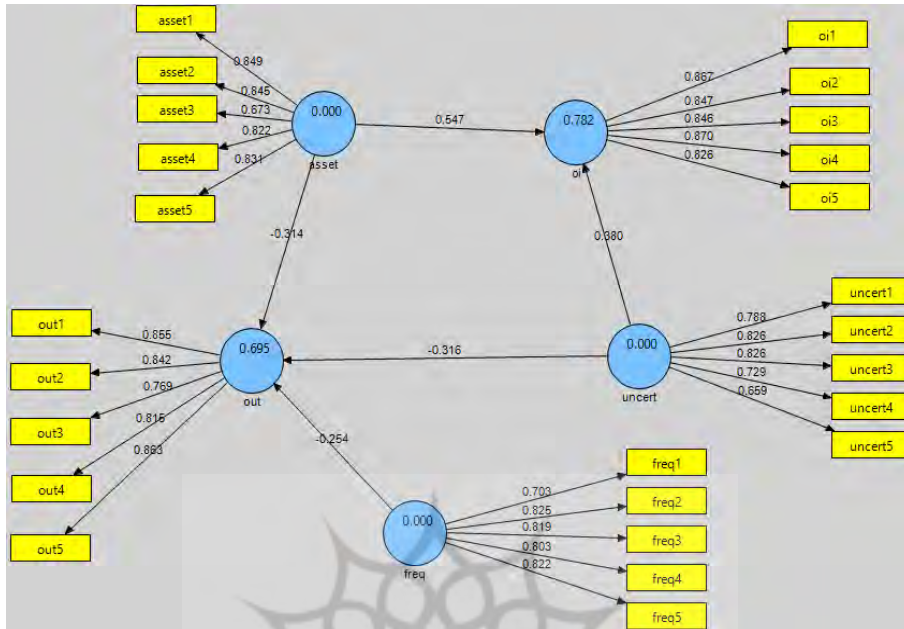 asset1
asset2
asset3
asset4
asset5
0.849
0.845
0.673
0.822
0.831
0.000
asset
0.547
0.782
oi
0.867
0.847
0.846
0.870
0.826
oi1
oi2
oi3
oi4
oi5
-0.314
0.380
out1
out2
out3
out4
out5
0.855
0.842
0.769
0.815
0.863
0.695
out
-0.316
0.000
uncert
0.788
0.826
0.826
0.729
0.659
uncert1
uncert2
uncert3
uncert4
uncert5
-0.254
0.000
freq
0.703
0.825
0.819
0.803
0.822
freq1
freq2
freq3
freq4
freq5